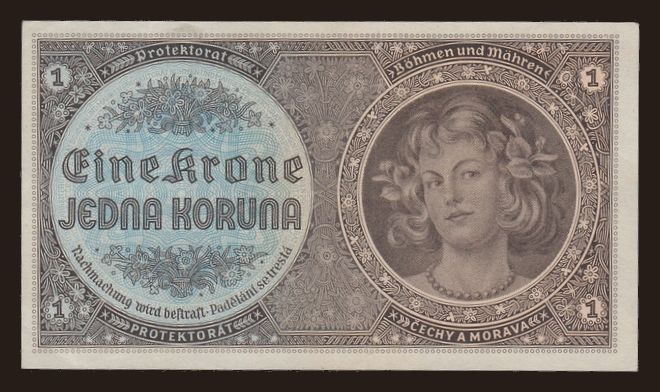 1 Protektorat Böhmen und Mähren 1
Eine Krone
JEDNA KORUNA
Nachmachung wird bestraft - Padělání se trestá
1 PROTEKTORÁT ČECHY A MORAVA 1